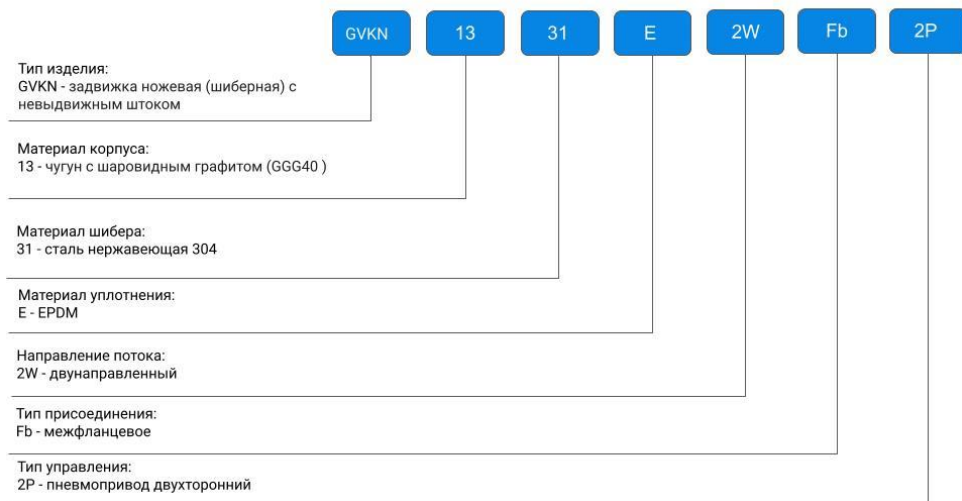 GVKN 13 31 E 2W Fb 2P
Тип изделия:
GVKN - задвижка ножевая (шиберная) с
невыдвижным штоком
Материал корпуса:
13 - чугун с шаровидным графитом (GGG40 )
Материал шибера:
31 - сталь нержавеющая 304
Материал уплотнения:
E - EPDM
Направление потока:
2W - двунаправленный
Тип присоединения:
Fb - межфланцевое
Тип управления:
2P - пневмопривод двухторонний